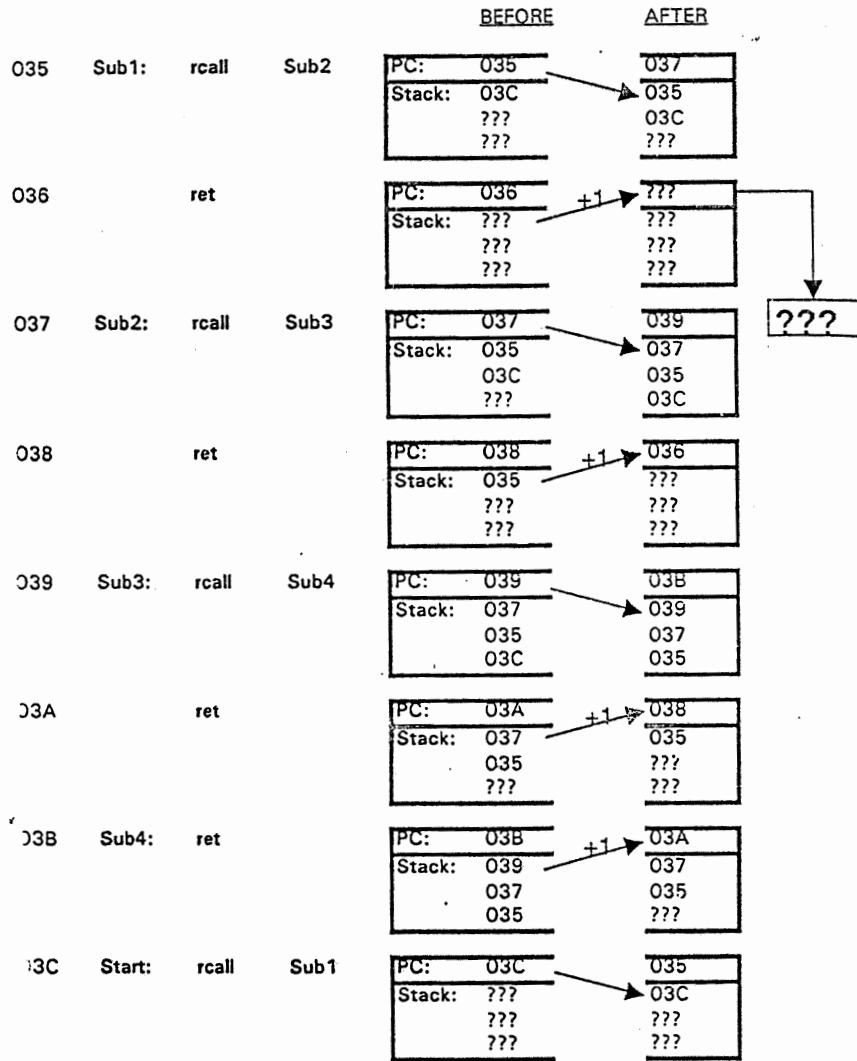 BEFORE AFTER
035 Sub1: rcall Sub2 PC: 035 037
Stack: 03C 035
??? 03C
??? ???
036 ret PC: 036 +1 ???
Stack: ??? ???
??? ???
??? ???
???
037 Sub2: rcall Sub3 PC: 037 039
Stack: 035 037
03C 035
??? 03C
038 ret PC: 038 +1 036
Stack: 035 ???
??? ???
??? ???
039 Sub3: rcall Sub4 PC: 039 03B
Stack: 037 039
035 037
03C 035
03A ret PC: 03A +1 038
Stack: 037 035
035 ???
??? ???
03B Sub4: ret PC: 03B +1 03A
Stack: 039 037
037 035
035 ???
03C Start: rcall Sub1 PC: 03C 035
Stack: ??? 03C
??? ???
??? ???